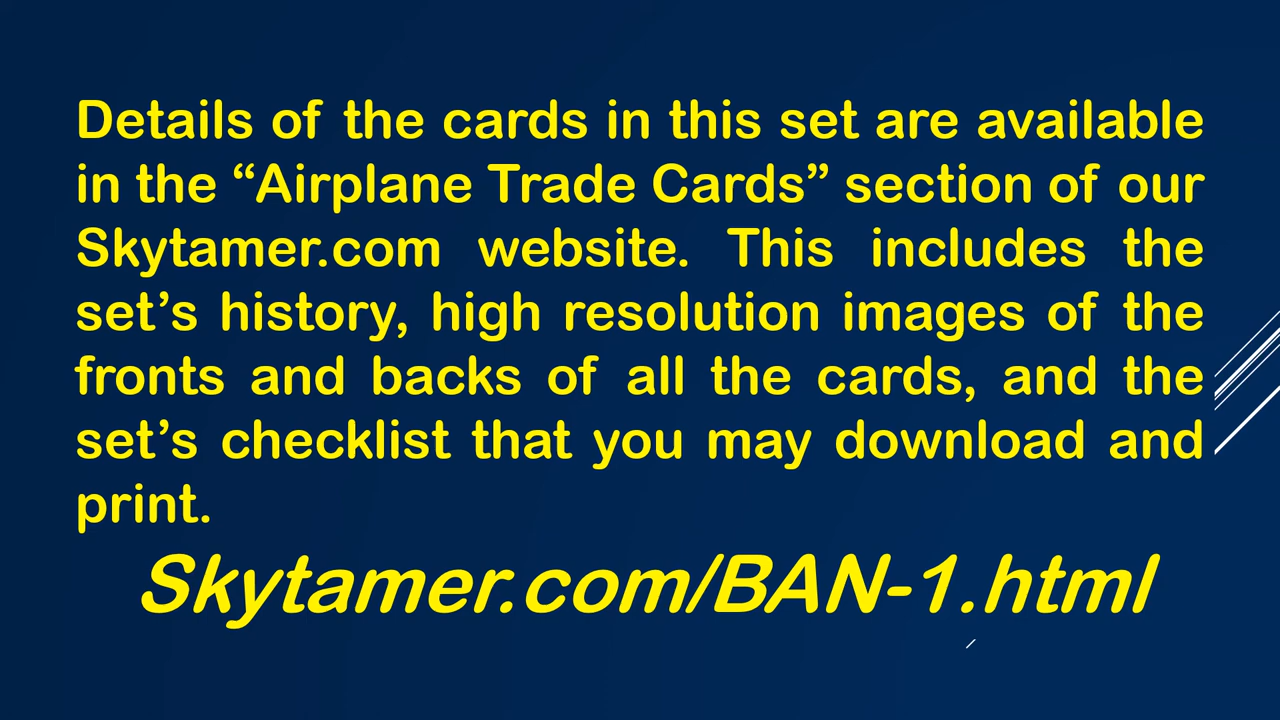 Details of the cards in this set are available
in the “Airplane Trade Cards” section of our
Skytamer.com website. This includes the
set’s history, high resolution images of the
fronts and backs of all the cards, and the
set’s checklist that you may download and
print.
Skytamer.com/BAN-1.html